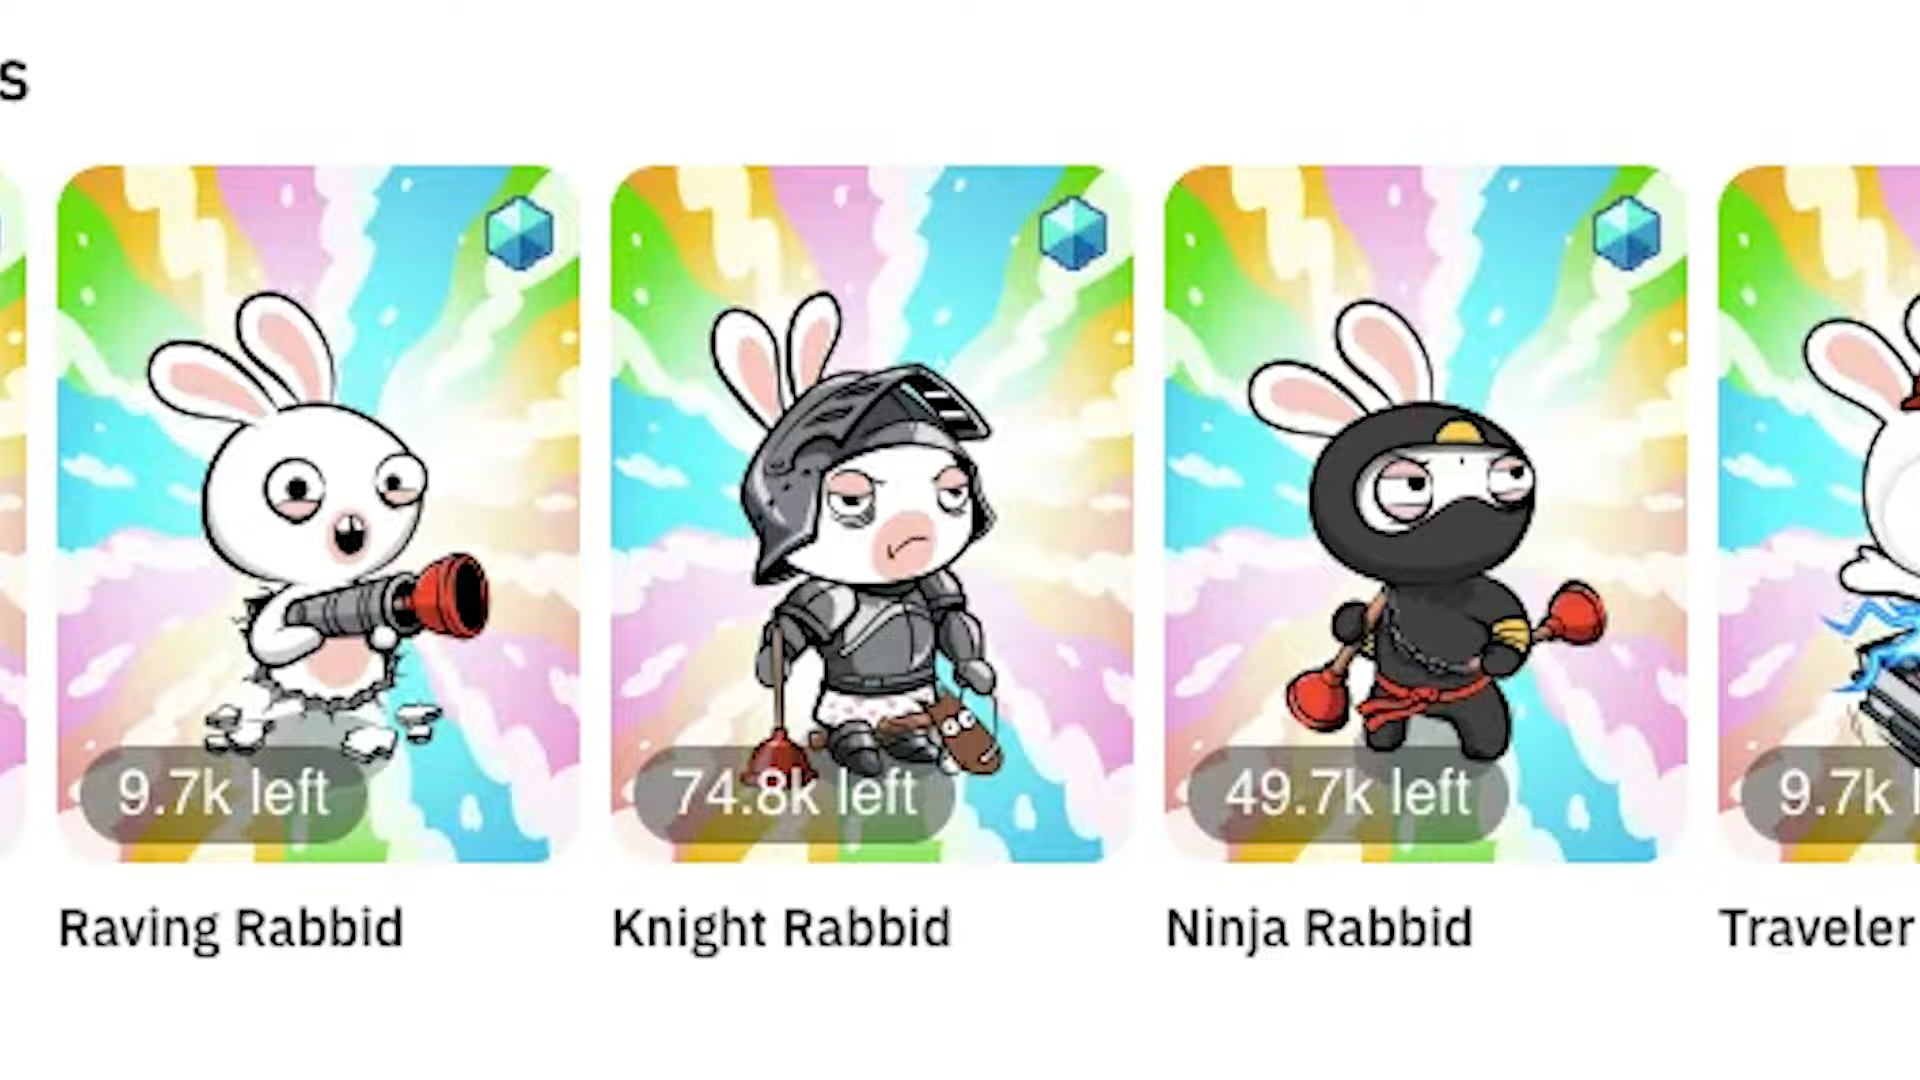 s
9.7k left
74.8k left
49.7k left
9.7k
Raving Rabbid
Knight Rabbid
Ninja Rabbid
Traveler